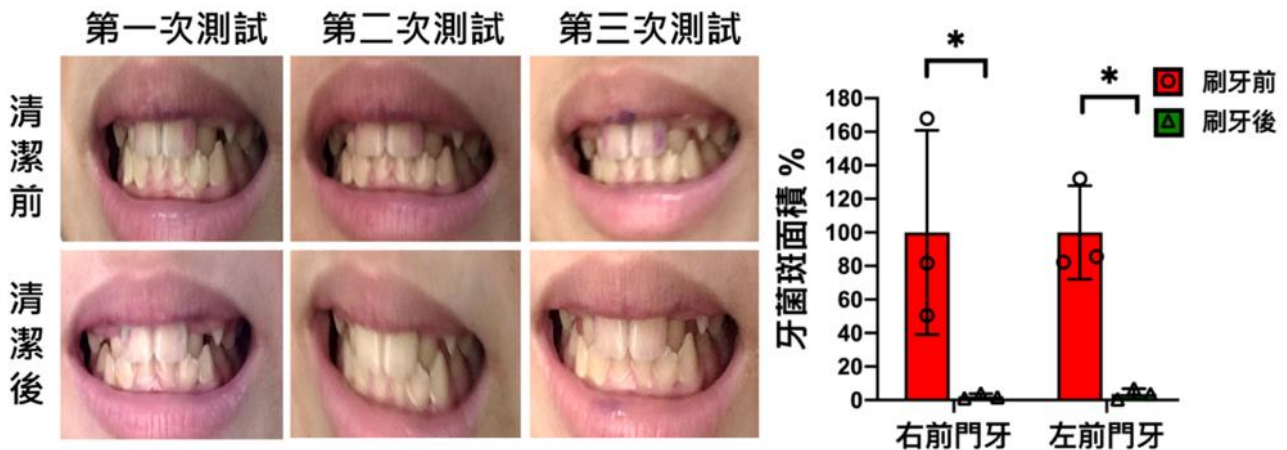 第一次測試
第二次測試
第三次測試
清潔前
清潔後
*
*
刷牙前
刷牙後
牙菌斑面積 %
180
160
140
120
100
80
60
40
20
0
右前門牙
左前門牙